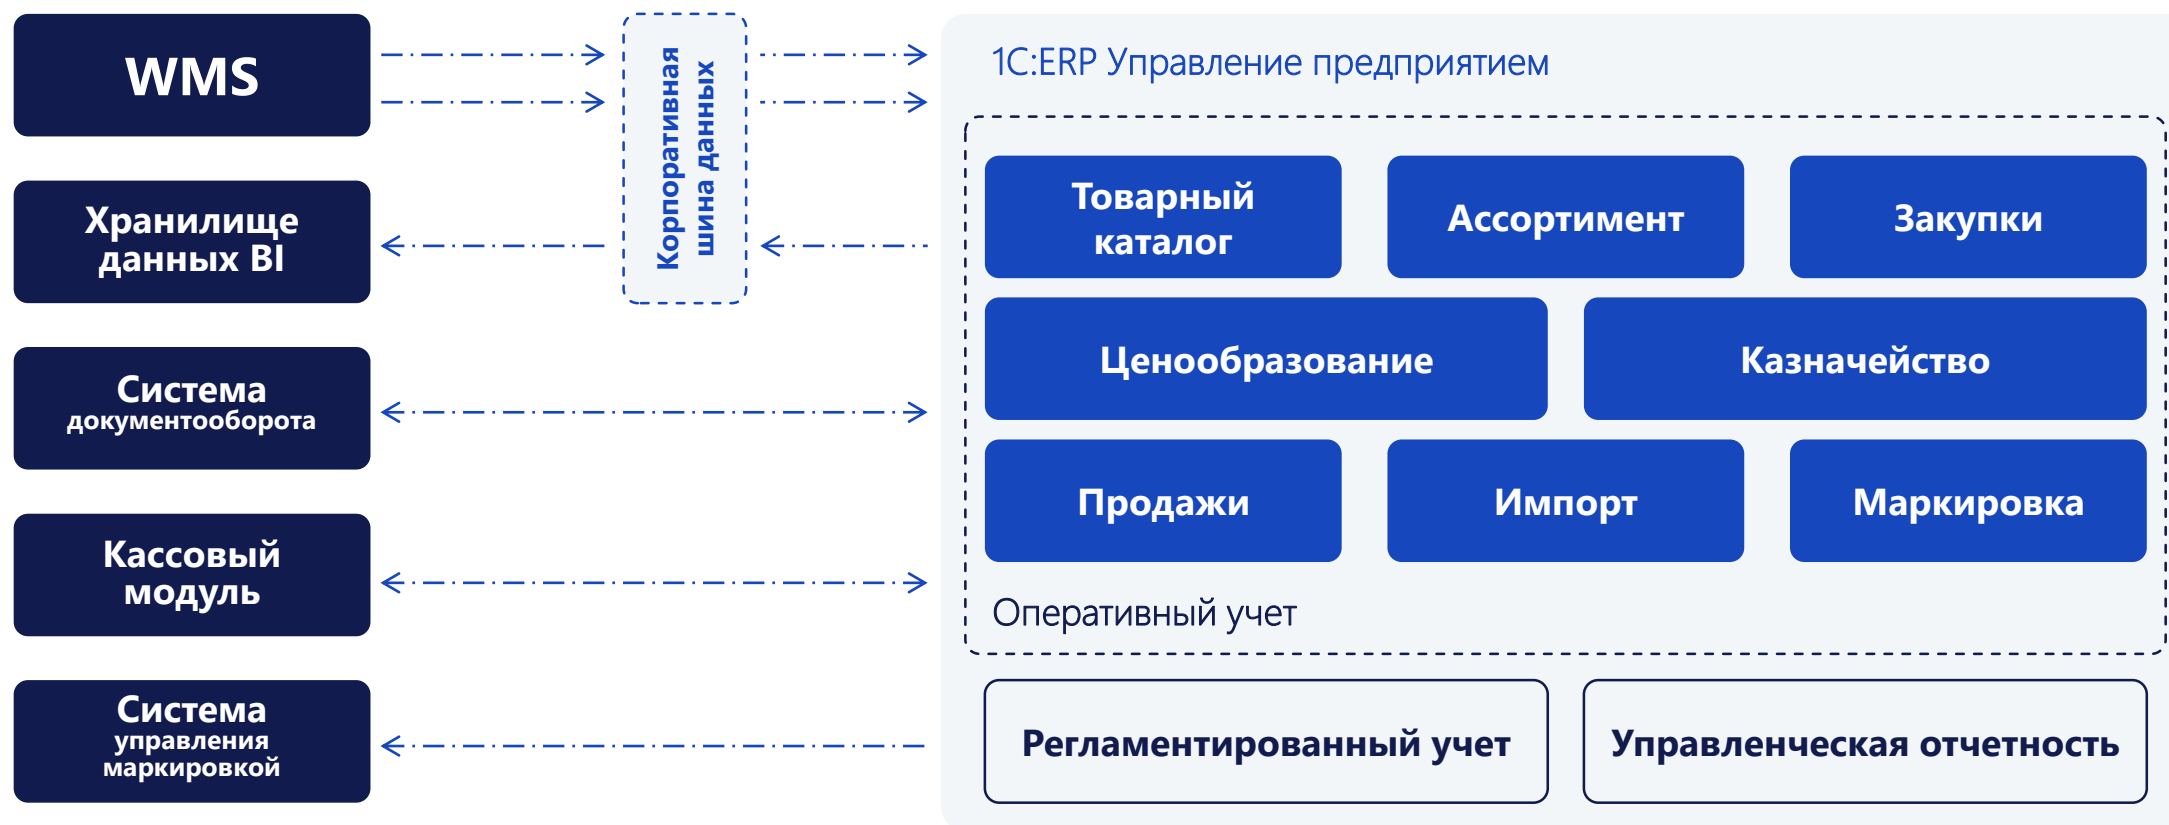 WMS
Хранилище
данных BI
Система
документооборота
Кассовый
модуль
Система
управления
маркировкой
Корпоративная
шина данных
1С:ERP Управление предприятием
Товарный
каталог
Ассортимент
Закупки
Ценообразование
Казначейство
Продажи
Импорт
Маркировка
Оперативный учет
Регламентированный учет
Управленческая отчетность